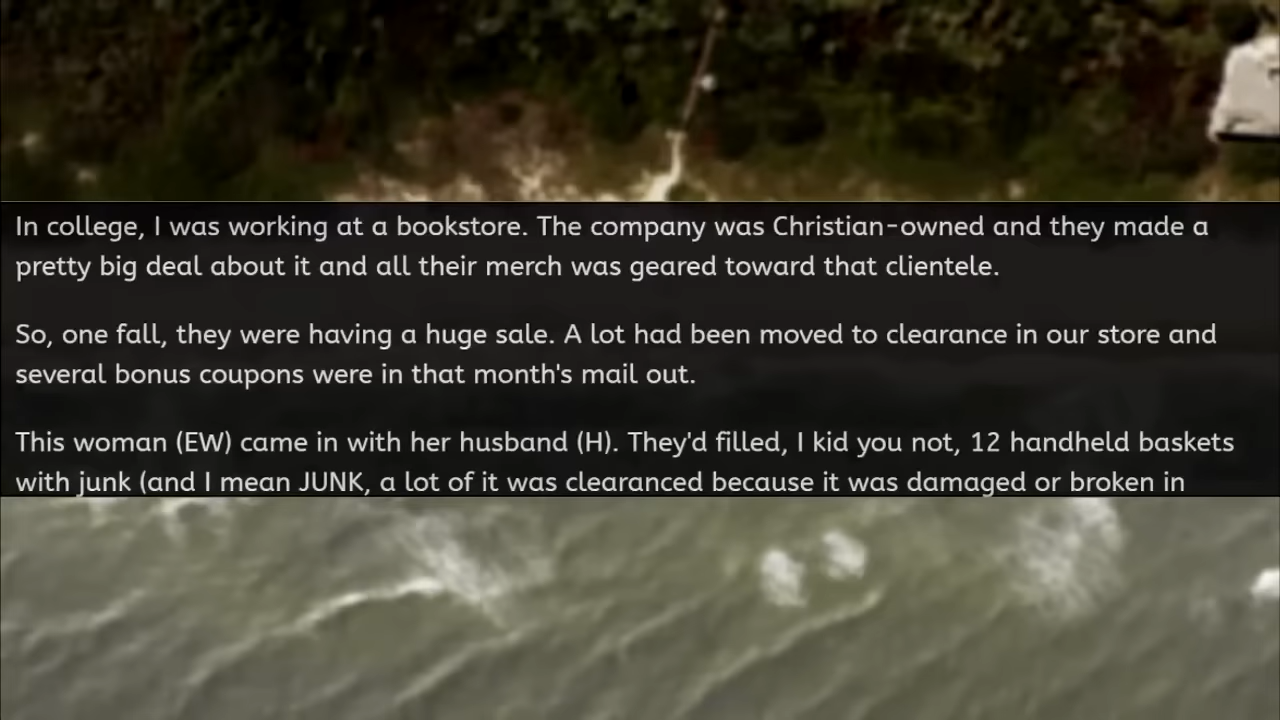 In college, I was working at a bookstore. The company was Christian-owned and they made a
pretty big deal about it and all their merch was geared toward that clientele.
So, one fall, they were having a huge sale. A lot had been moved to clearance in our store and
several bonus coupons were in that month's mail out.
This woman (EW) came in with her husband (H). They'd filled, I kid you not, 12 handheld baskets
with junk (and I mean JUNK, a lot of it was clearanced because it was damaged or broken in